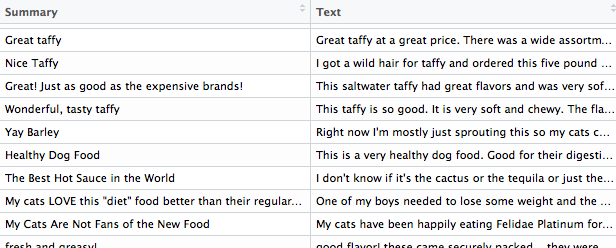 Summary Text
Great taffy Great taffy at a great price. There was a wide assortm...
Nice Taffy I got a wild hair for taffy and ordered this five pound ...
Great! Just as good as the expensive brands! This saltwater taffy had great flavors and was very sof...
Wonderful, tasty taffy This taffy is so good. It is very soft and chewy. The fla...
Yay Barley Right now I'm mostly just sprouting this so my cats c...
Healthy Dog Food This is a very healthy dog food. Good for their digesti...
The Best Hot Sauce in the World I don't know if it's the cactus or the tequila or just the...
My cats LOVE this "diet" food better than their regular... One of my boys needed to lose some weight and the ...
My Cats Are Not Fans of the New Food My cats have been happily eating Felidae Platinum for...
fresh and greasy! good flavor! these came securely packed... they were